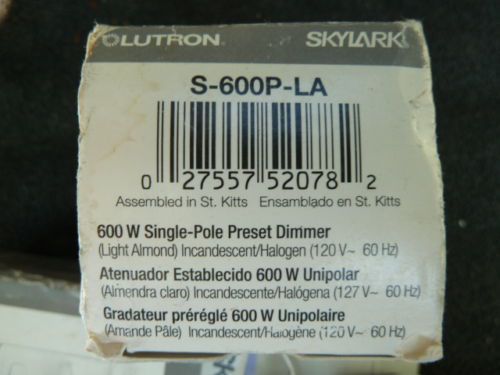 LUTRON SKYLARK
S-600P-LA
0 27557 52078 2
Assembled in St. Kitts Ensamblado en St. Kitts
600 W Single-Pole Preset Dimmer
(Light Almond) Incandescent/Halogen (120 V~ 60 Hz)
Atenuador Establecido 600 W Unipolar
(Almendra claro) Incandescente/Halógena (127 V~ 60 Hz)
Gradateur préréglé 600 W Unipolaire
(Amande Pâle) Incandescent/Halogène (120 V~ 60 Hz)